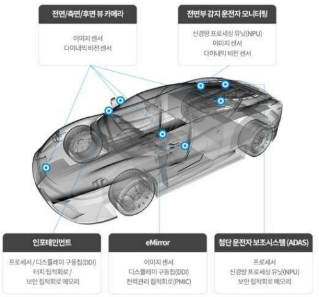 전면/측면/후면 뷰 카메라
이미지 센서
다이내믹 비전 센서
전면부 감지 운전자 모니터링
신경망 프로세싱 유닛(NPU)
이미지 센서
다이내믹 비전 센서
인포테인먼트
프로세서 / 디스플레이 구동칩(DDI)
터치 집적회로 /
보안 집적회로 메모리
eMirror
이미지 센서
디스플레이 구동칩(DDI)
전력관리 집적회로(PMIC)
첨단 운전자 보조시스템 (ADAS)
프로세서
신경망 프로세싱 유닛(NPU)
보안 집적회로 메모리